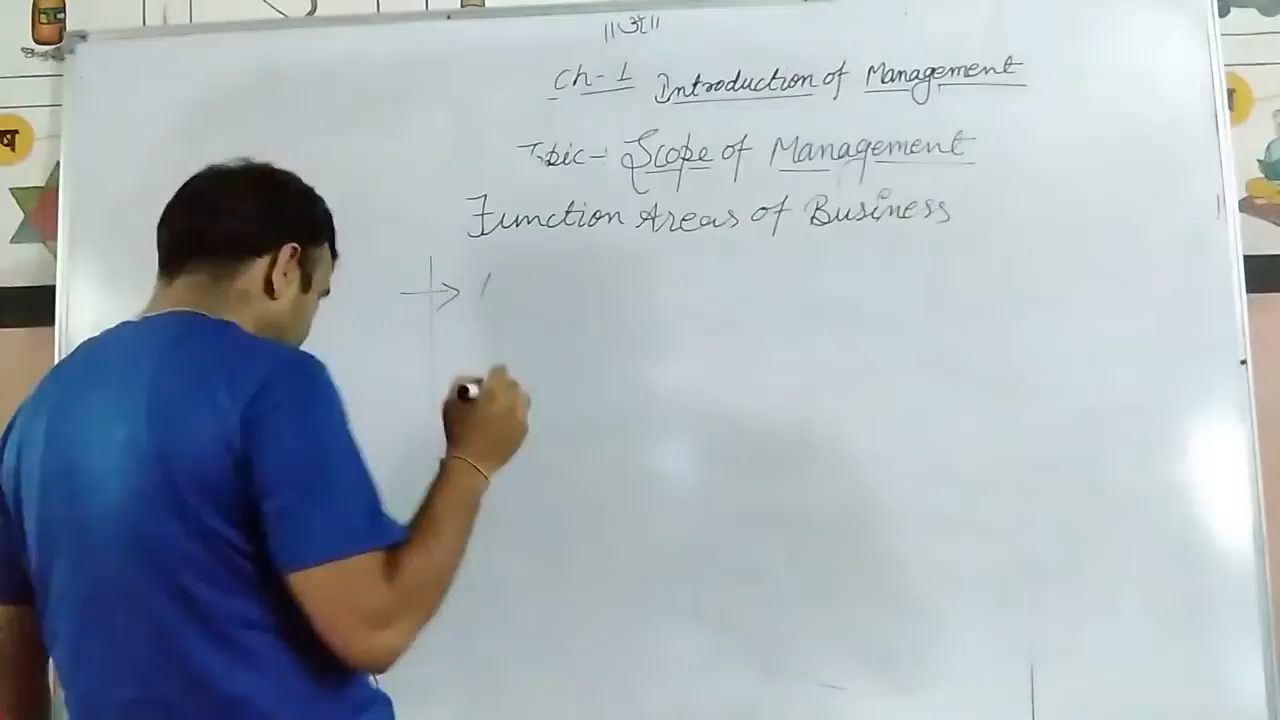 ॥ॐ॥
Ch-1 Introduction of Management
Topic- Scope of Management
Function Areas of Business